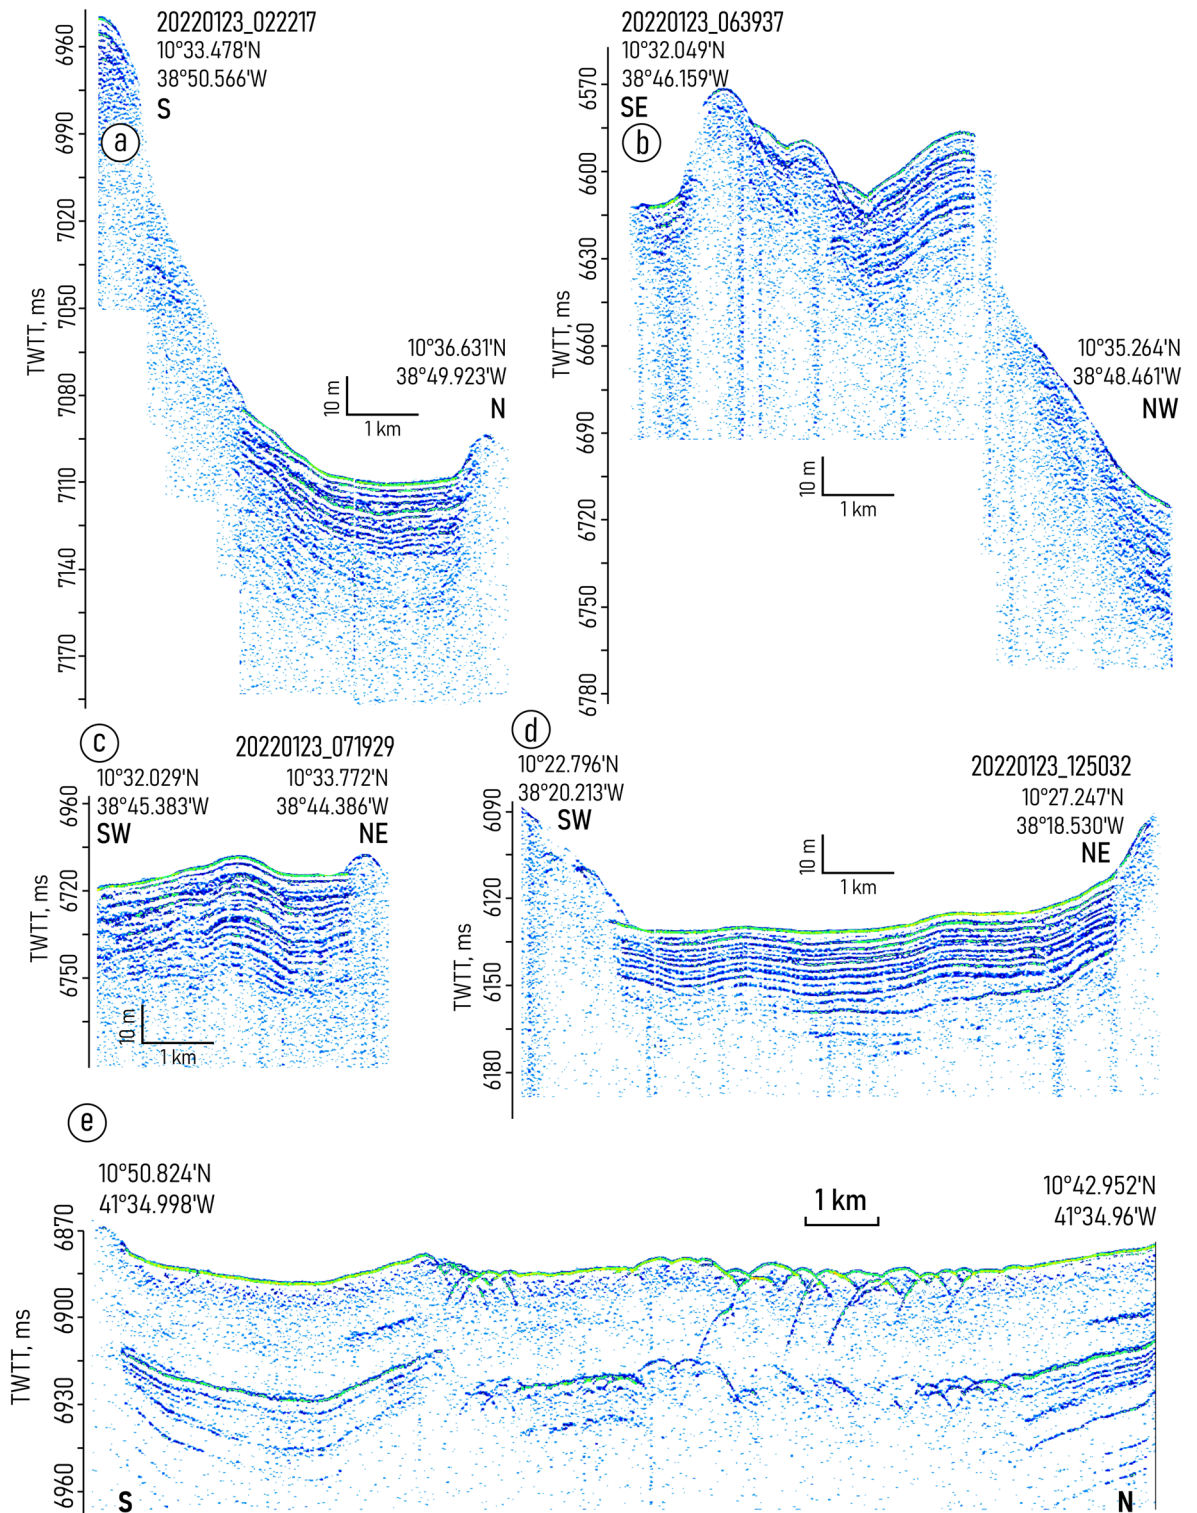 20220123_022217
10°33.478'N
38°50.566'W
S
a
6960
6990
7020
7050
7080
7110
7140
7170
TWTT, ms
10°36.631'N
38°49.923'W
N
10 m
1 km
20220123_063937
10°32.049'N
38°46.159'W
SE
b
6570
6600
6630
6660
6690
6720
6750
6780
TWTT, ms
10°35.264'N
38°48.461'W
NW
10 m
1 km
c
20220123_071929
10°32.029'N
38°45.383'W
SW
10°33.772'N
38°44.386'W
NE
6960
6720
6750
TWTT, ms
10 m
1 km
d
10°22.796'N
38°20.213'W
SW
20220123_125032
10°27.247'N
38°18.530'W
NE
6090
6120
6150
6180
TWTT, ms
10 m
1 km
e
10°50.824'N
41°34.998'W
10°42.952'N
41°34.96'W
1 km
6870
6900
6930
6960
TWTT, ms
S
N